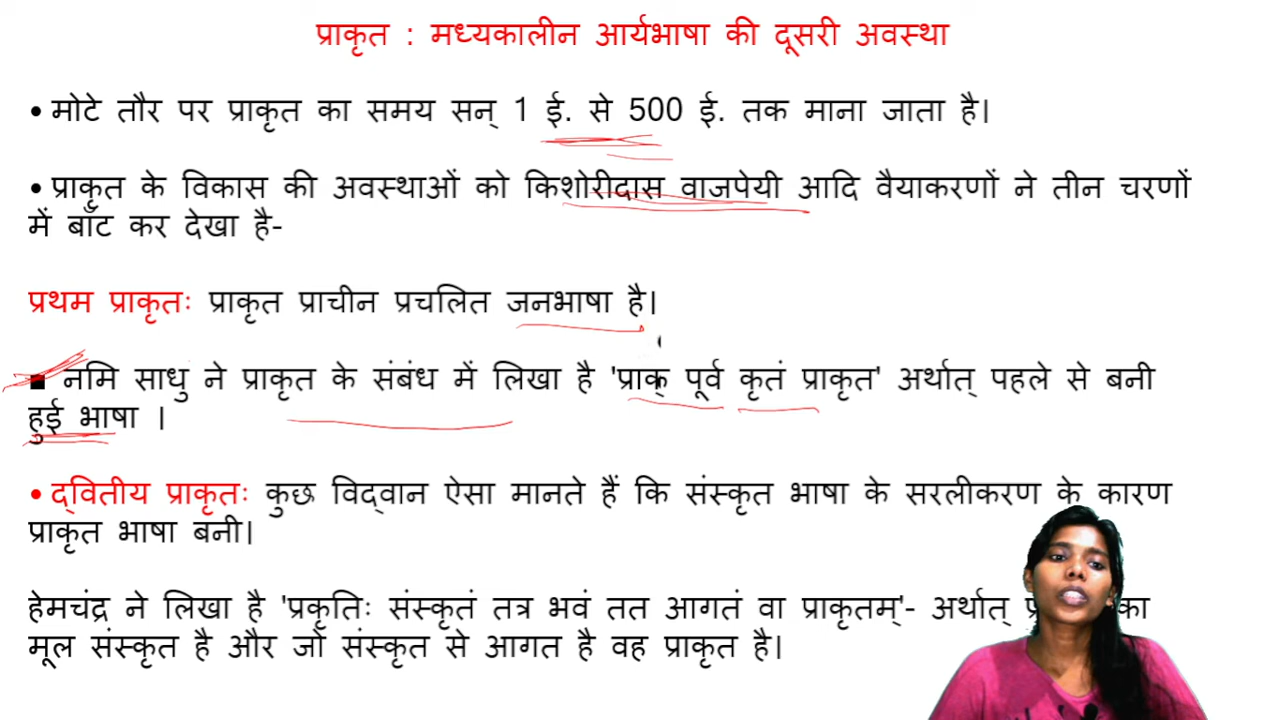 प्राकृत : मध्यकालीन आर्यभाषा की दूसरी अवस्था
• मोटे तौर पर प्राकृत का समय सन् 1 ई. से 500 ई. तक माना जाता है।
• प्राकृत के विकास की अवस्थाओं को किशोरीदास वाजपेयी आदि वैयाकरणों ने तीन चरणों
में बाँट कर देखा है-
प्रथम प्राकृतः प्राकृत प्राचीन प्रचलित जनभाषा है।
▪ नमि साधु ने प्राकृत के संबंध में लिखा है 'प्राक् पूर्व कृतं प्राकृत' अर्थात् पहले से बनी
हुई भाषा ।
• द्वितीय प्राकृतः कुछ विद्वान ऐसा मानते हैं कि संस्कृत भाषा के सरलीकरण के कारण
प्राकृत भाषा बनी।
हेमचंद्र ने लिखा है 'प्रकृतिः संस्कृतं तत्र भवं तत आगतं वा प्राकृतम्'- अर्थात् का
मूल संस्कृत है और जो संस्कृत से आगत है वह प्राकृत है।